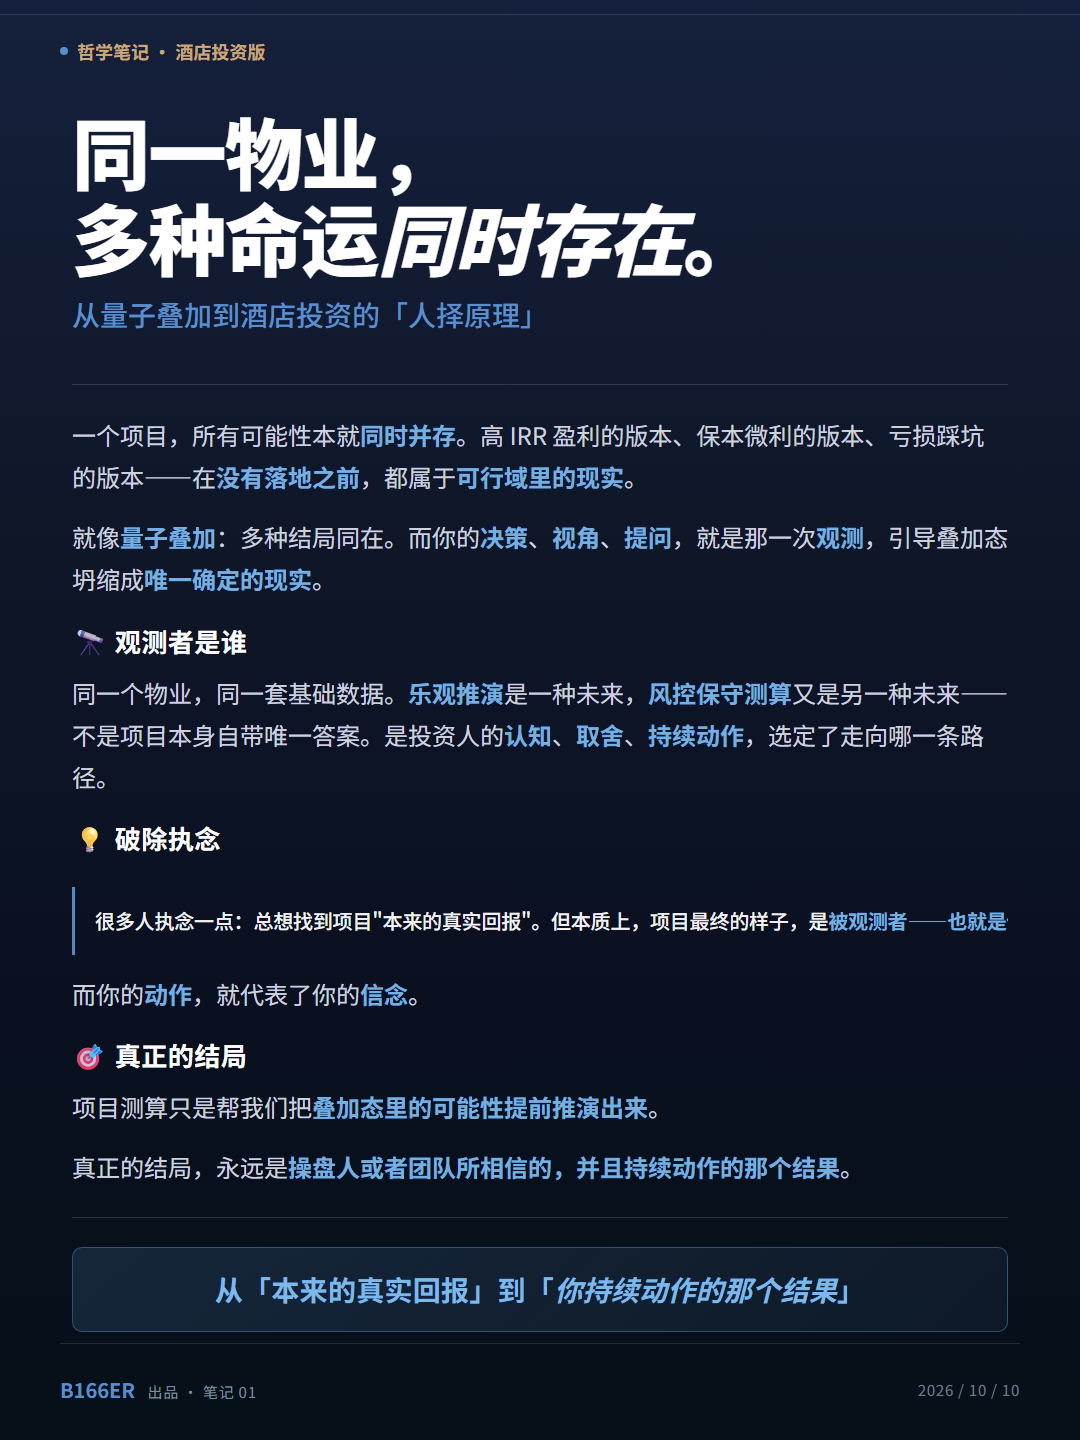 哲学笔记 · 酒店投资版
同一物业，
多种命运同时存在。
从量子叠加到酒店投资的「人择原理」
一个项目，所有可能性本就同时并存。高 IRR 盈利的版本、保本微利的版本、亏损踩坑
的版本——在没有落地之前，都属于可行域里的现实。
就像量子叠加：多种结局同在。而你的决策、视角、提问，就是那一次观测，引导叠加态
坍缩成唯一确定的现实。
🔭 观测者是谁
同一个物业，同一套基础数据。乐观推演是一种未来，风控保守测算又是另一种未来——
不是项目本身自带唯一答案。是投资人的认知、取舍、持续动作，选定了走向哪一条路
径。
💡 破除执念
很多人执念一点：总想找到项目"本来的真实回报"。但本质上，项目最终的样子，是被观测者——也就是
而你的动作，就代表了你的信念。
🎯 真正的结局
项目测算只是帮我们把叠加态里的可能性提前推演出来。
真正的结局，永远是操盘人或者团队所相信的，并且持续动作的那个结果。
从「本来的真实回报」到「你持续动作的那个结果」
B166ER 出品 · 笔记 01
2026 / 10 / 10